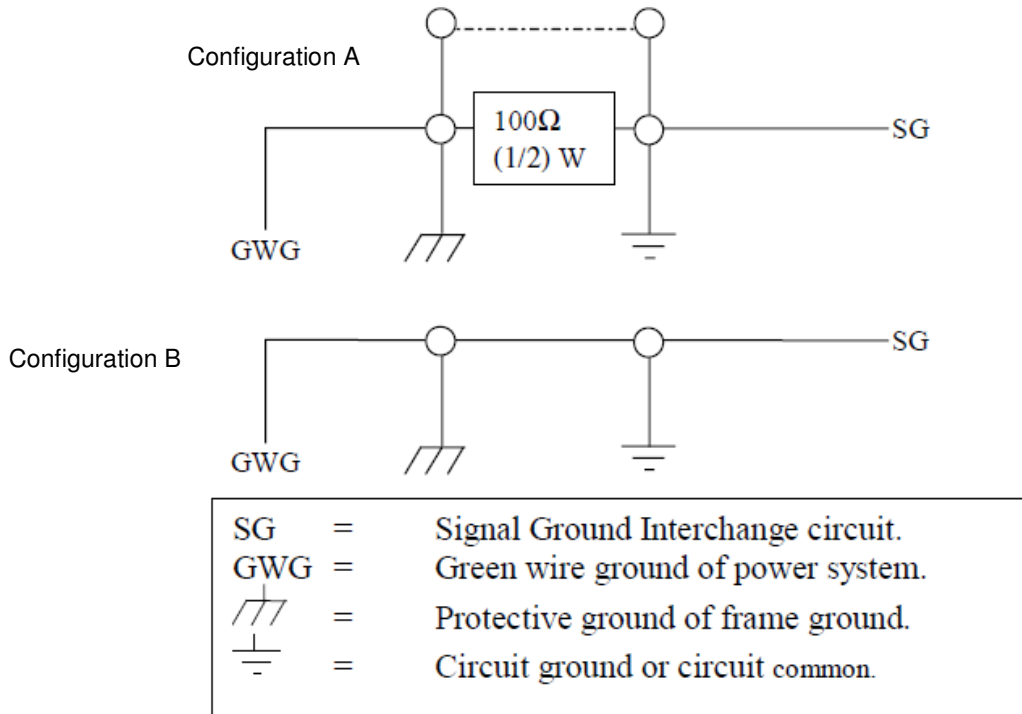 Configuration A
100Ω
(1/2) W
SG
GWG
Configuration B
SG
GWG
SG = Signal Ground Interchange circuit.
GWG = Green wire ground of power system.
= Protective ground of frame ground.
= Circuit ground or circuit common.